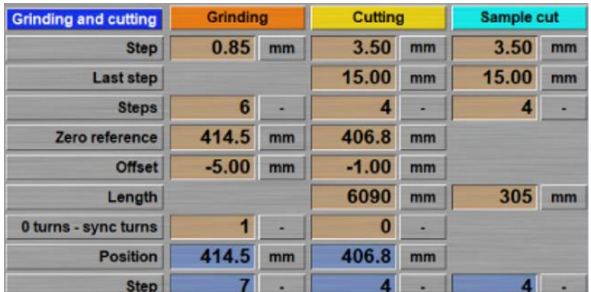 Grinding and cutting Grinding Cutting Sample cut
Step 0.85 mm 3.50 mm 3.50 mm
Last step 15.00 mm 15.00 mm
Steps 6 - 4 - 4 -
Zero reference 414.5 mm 406.8 mm
Offset -5.00 mm -1.00 mm
Length 6090 mm 305 mm
0 turns - sync turns 1 - 0 -
Position 414.5 mm 406.8 mm
Step 7 - 4 - 4 -